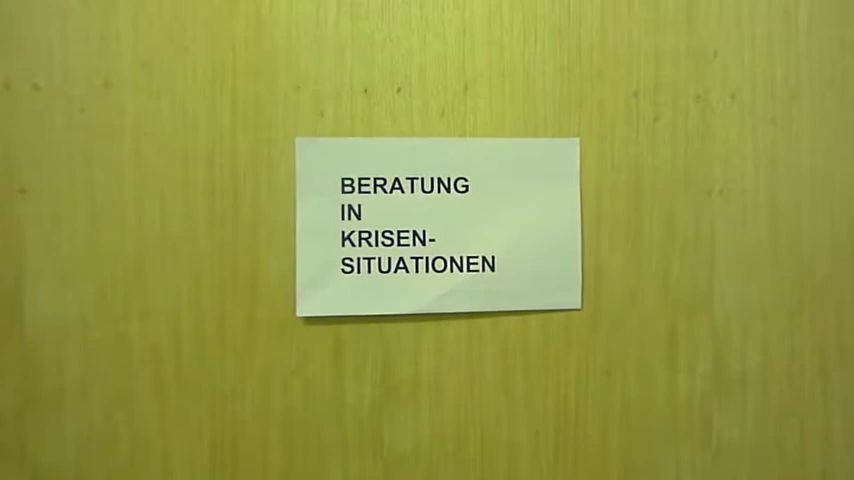 BERATUNG
IN
KRISEN-
SITUATIONEN